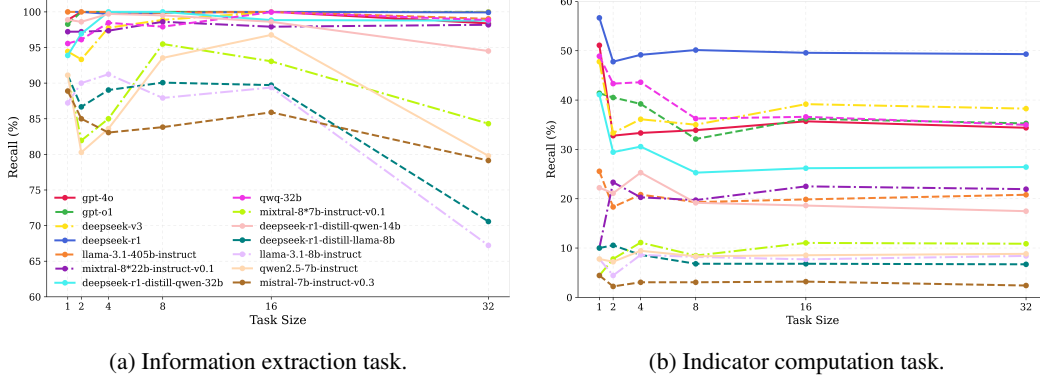 100
95
90
85
80
75
70
65
60
Recall (%)
1 2 4 8 16 32
Task Size
gpt-4o
gpt-o1
deepseek-v3
deepseek-r1
llama-3.1-405b-instruct
mixtral-8*22b-instruct-v0.1
deepseek-r1-distill-qwen-32b
qwq-32b
mixtral-8*7b-instruct-v0.1
deepseek-r1-distill-qwen-14b
deepseek-r1-distill-llama-8b
llama-3.1-8b-instruct
qwen2.5-7b-instruct
mistral-7b-instruct-v0.3
(a) Information extraction task.
60
50
40
30
20
10
0
Recall (%)
1 2 4 8 16 32
Task Size
(b) Indicator computation task.